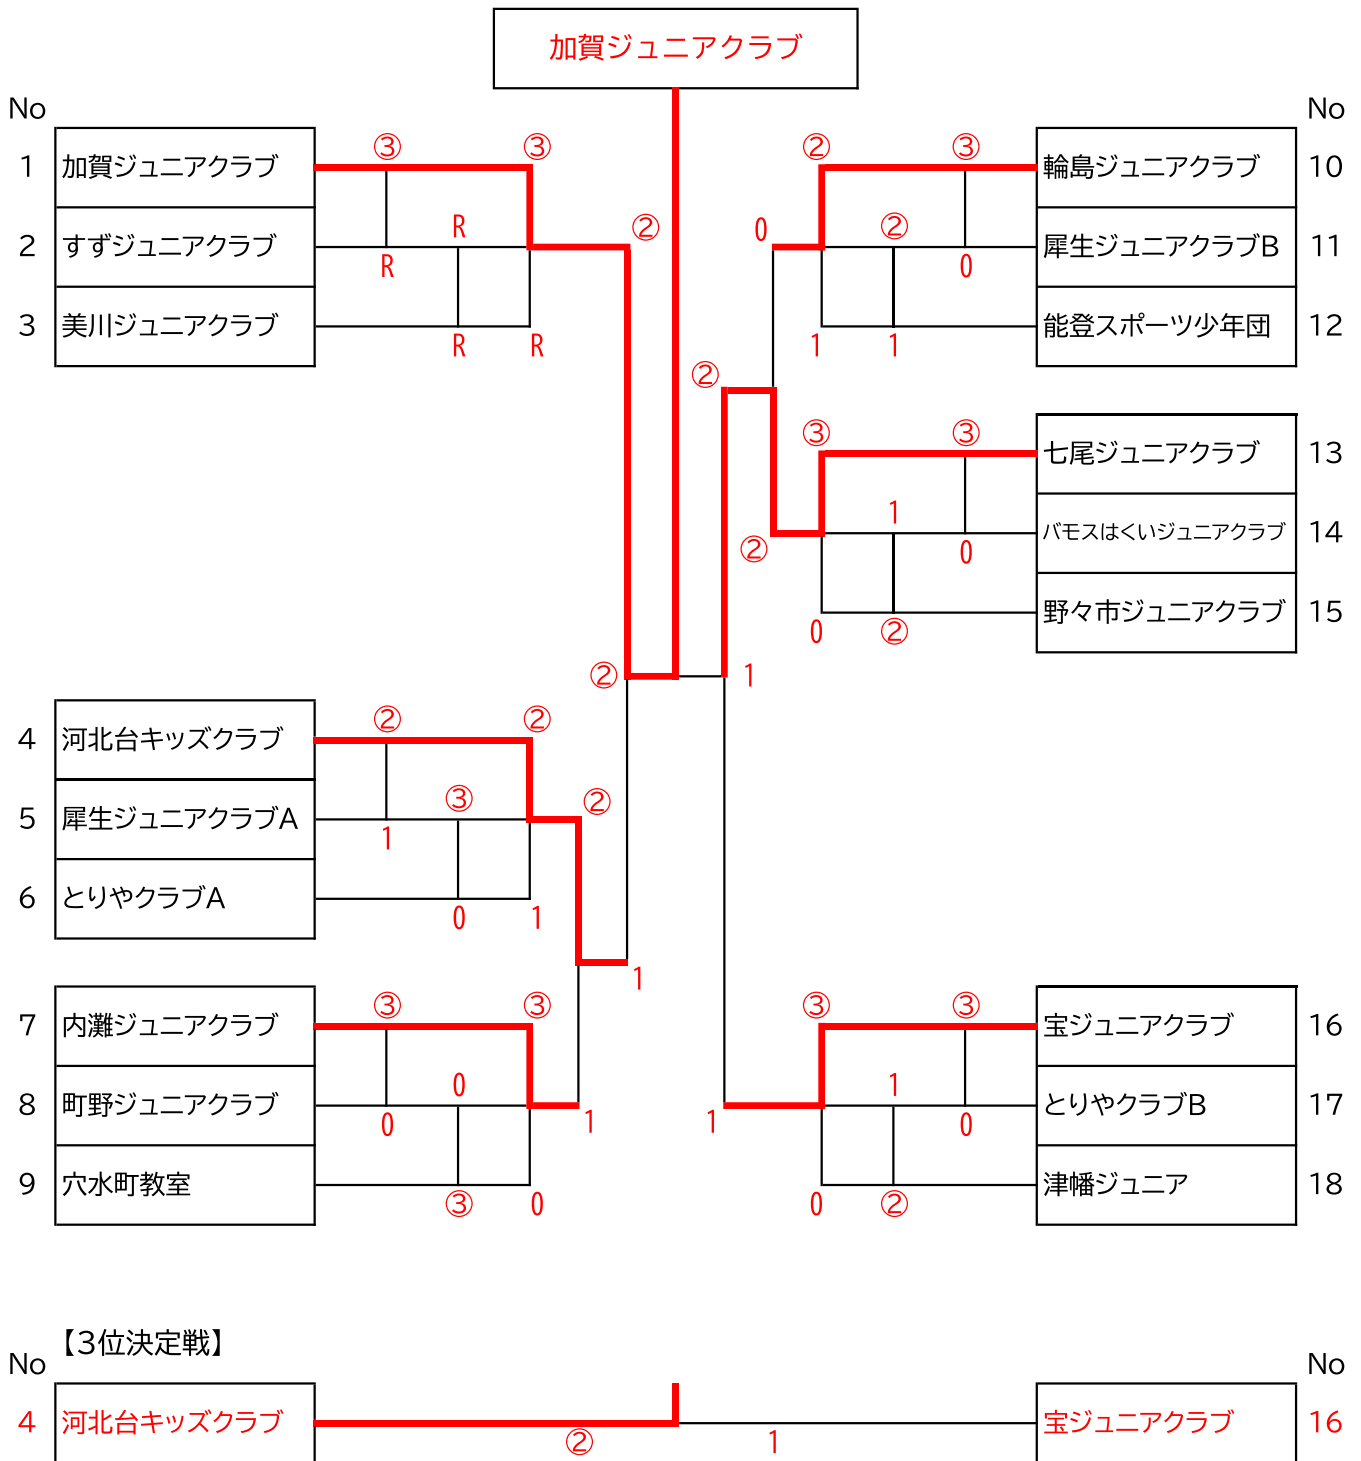 加賀ジュニアクラブ
No No
1 加賀ジュニアクラブ ③ ③ ② ③ 輪島ジュニアクラブ 10
2 すずジュニアクラブ R R ② 0 ② 0 犀生ジュニアクラブB 11
3 美川ジュニアクラブ R R 1 1 能登スポーツ少年団 12
②
③ ③ 七尾ジュニアクラブ 13
② 1 0 バモスはくいジュニアクラブ 14
0 ② 野々市ジュニアクラブ 15
② 1
4 河北台キッズクラブ ② ②
5 犀生ジュニアクラブA 1 ③ ②
6 とりやクラブA 0 1
1
7 内灘ジュニアクラブ ③ ③ ③ ③ 宝ジュニアクラブ 16
8 町野ジュニアクラブ 0 0 1 1 1 0 とりやクラブB 17
9 穴水町教室 ③ 0 0 ② 津幡ジュニア 18
【3位決定戦】
No No
4 河北台キッズクラブ ② 1 宝ジュニアクラブ 16